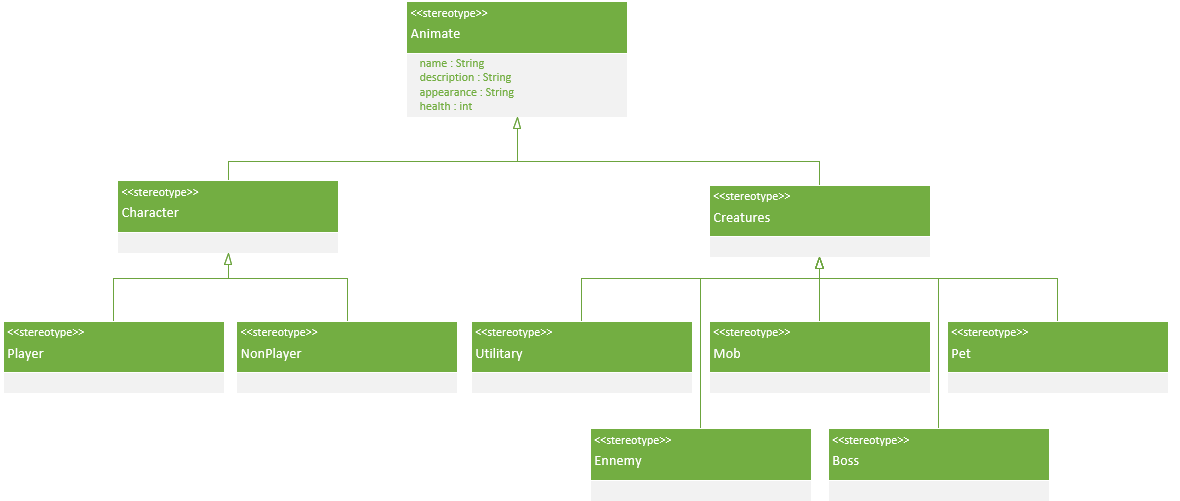 <<stereotype>>
Animate
name : String
description : String
appearance : String
health : int
<<stereotype>>
Character
<<stereotype>>
Creatures
<<stereotype>>
Player
<<stereotype>>
NonPlayer
<<stereotype>>
Utilitary
<<stereotype>>
Mob
<<stereotype>>
Pet
<<stereotype>>
Ennemy
<<stereotype>>
Boss